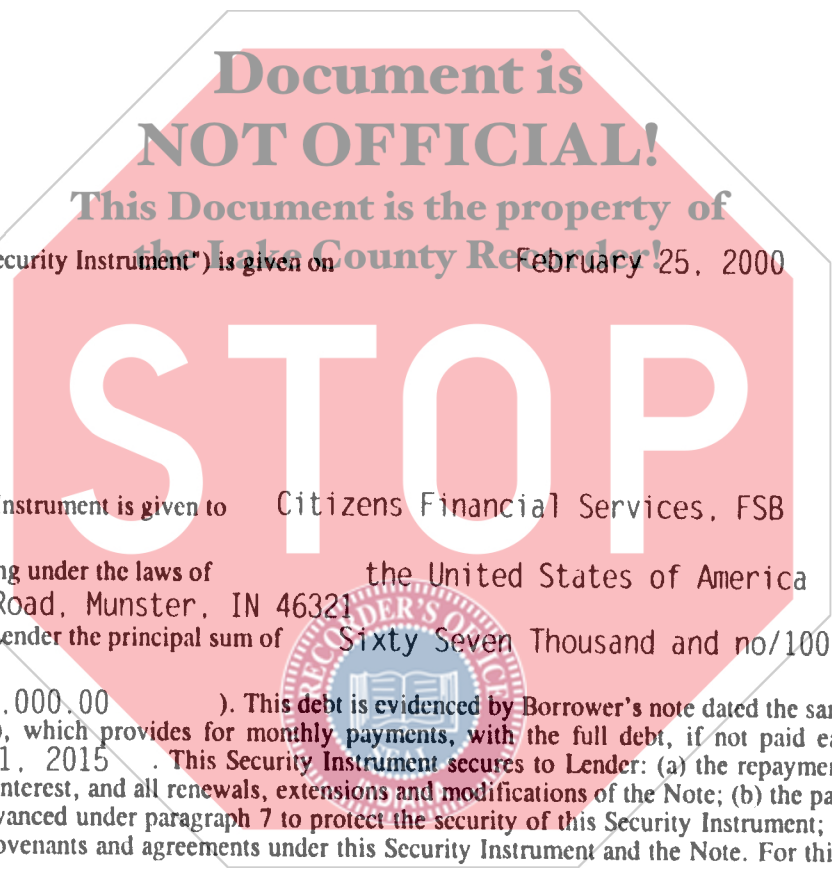 Document is
NOT OFFICIAL!
This Document is the property of
the Lake County Recorder!
ecurity Instrument") is given on February 25, 2000
STOP
nstrument is given to Citizens Financial Services, FSB
ng under the laws of the United States of America
Road, Munster, IN 46321
ender the principal sum of Sixty Seven Thousand and no/100
RECORDER'S OFFICE
,000.00 ). This debt is evidenced by Borrower's note dated the sa
), which provides for monthly payments, with the full debt, if not paid ea
1, 2015 . This Security Instrument secures to Lender: (a) the repaymen
SEAL
nterest, and all renewals, extensions and modifications of the Note; (b) the pa
vanced under paragraph 7 to protect the security of this Security Instrument;
ovenants and agreements under this Security Instrument and the Note. For thi